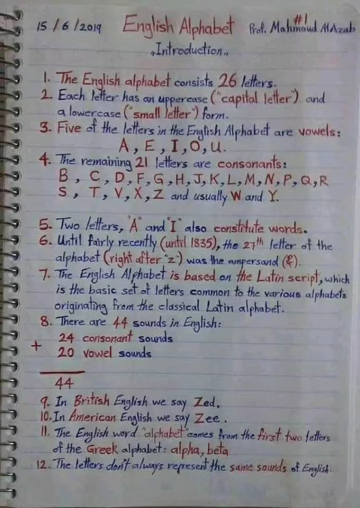 15/6/2019 English Alphabet #1 Prof. Mahmoud AlAzab
"Introduction"
1. The English alphabet consists 26 letters.
2. Each letter has an uppercase ("capital letter") and
a lowercase ("small letter") form.
3. Five of the letters in the English Alphabet are vowels:
A, E, I, O, U.
4. The remaining 21 letters are consonants:
B, C, D, F, G, H, J, K, L, M, N, P, Q, R
S, T, V, X, Z and usually W and Y.
5. Two letters, "A" and "I" also constitute words.
6. Until fairly recently (until 1835), the 27th letter of the
alphabet (right after "z") was the ampersand (&).
7. The English Alphabet is based on the Latin script, which
is the basic set of letters common to the various alphabets
originating from the classical Latin alphabet.
8. There are 44 sounds in English:
24 consonant sounds
+
20 vowel sounds
44
9. In British English we say Zed.
10. In American English we say Zee.
11. The English word "alphabet" comes from the first two letters
of the Greek alphabet: alpha, beta
12. The letters don't always represent the same sounds of English.